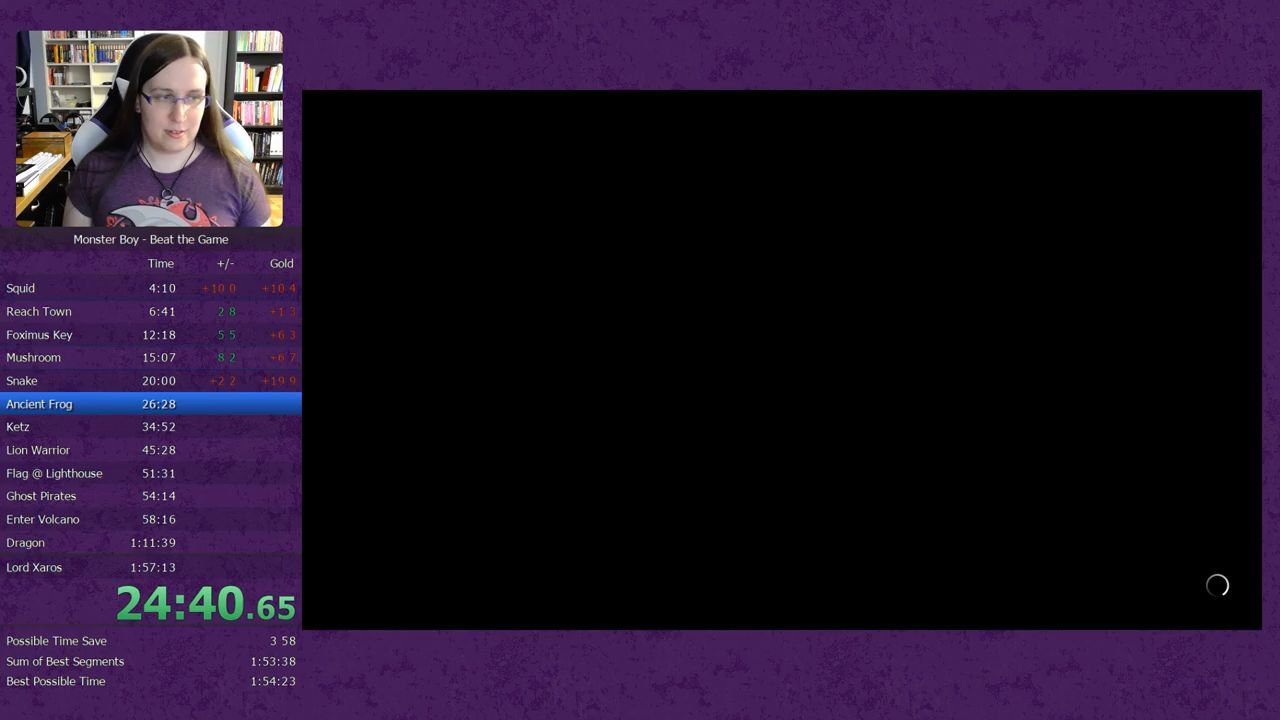 Monster Boy - Beat the Game
Time +/- Gold
Squid 4:10 +10 0 +10 4
Reach Town 6:41 2 8 +1 3
Foximus Key 12:18 5 5 +6 3
Mushroom 15:07 8 2 +6 7
Snake 20:00 +2 2 +19 9
Ancient Frog 26:28
Ketz 34:52
Lion Warrior 45:28
Flag @ Lighthouse 51:31
Ghost Pirates 54:14
Enter Volcano 58:16
Dragon 1:11:39
Lord Xaros 1:57:13
24:40.65
Possible Time Save 3 58
Sum of Best Segments 1:53:38
Best Possible Time 1:54:23